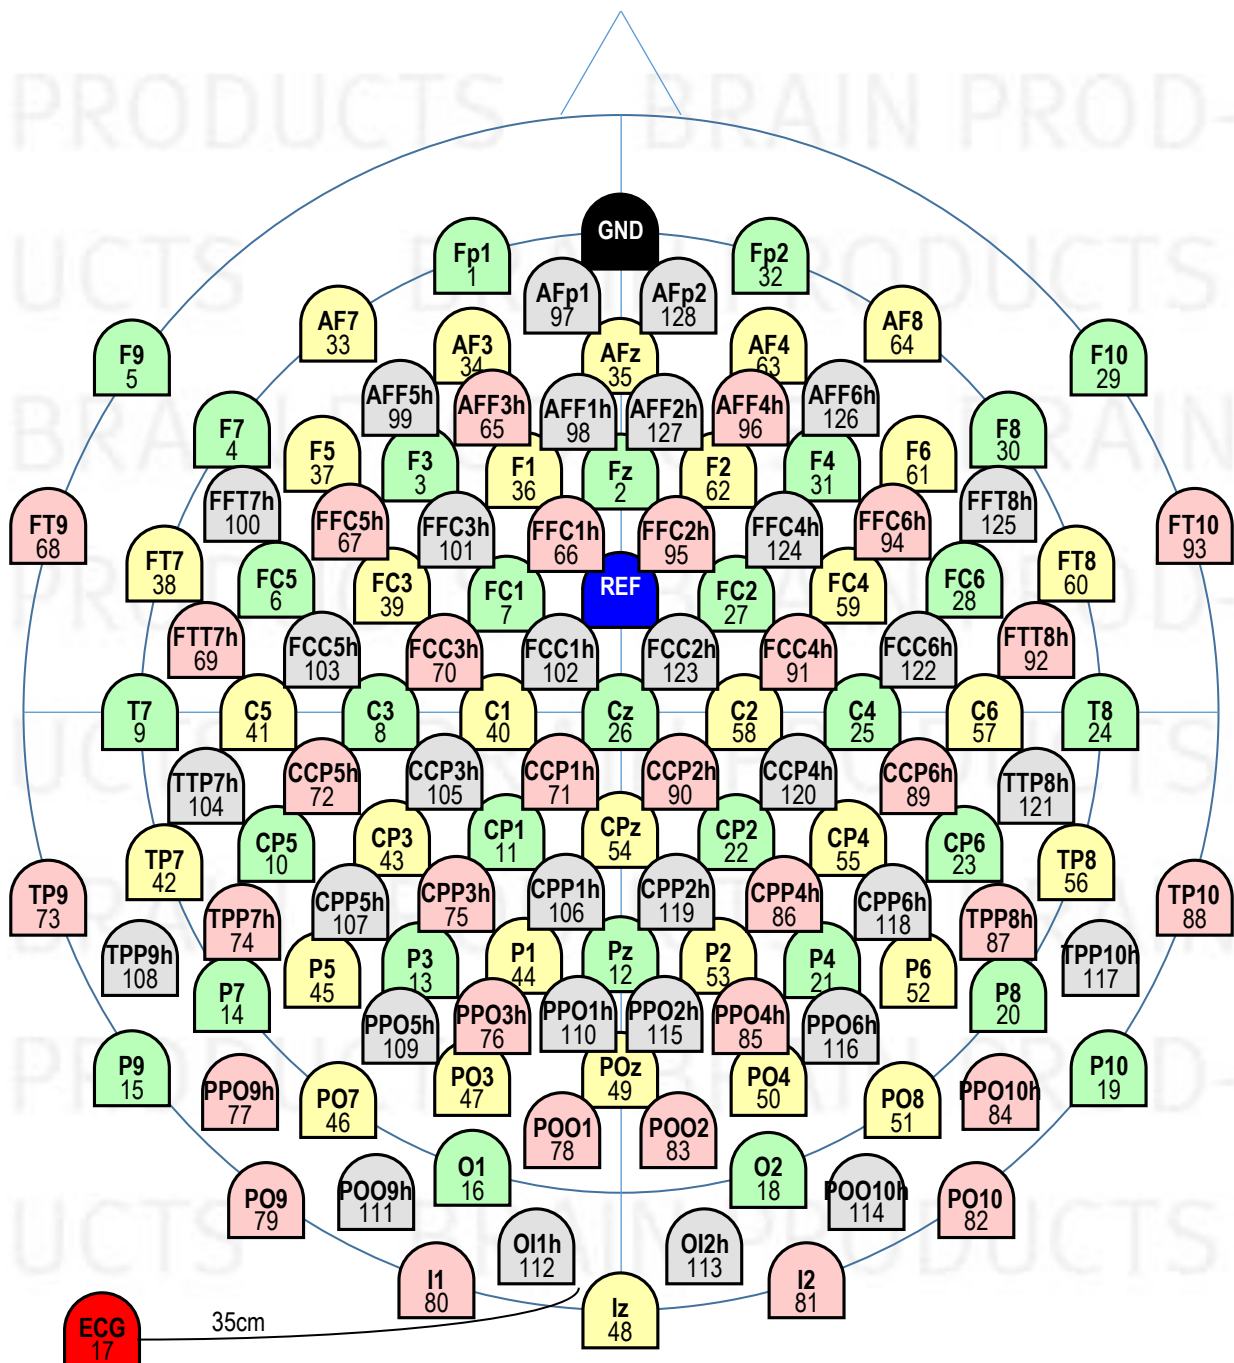 PRODUCTS BRAIN PROD-
GND
Fp1
1
Fp2
32
UCTS BRAIN PRODUCTS
AFp1
97
AFp2
128
AF7
33
AF8
64
AF3
34
AFz
35
AF4
63
F9
5
F10
29
AFF5h
99
AFF3h
65
AFF1h
98
AFF2h
127
AFF4h
96
AFF6h
126
F7
4
F8
30
F5
37
F3
3
F1
36
Fz
2
F2
62
F4
31
F6
61
FFT7h
100
FFT8h
125
FT9
68
FT10
93
FFC5h
67
FFC3h
101
FFC1h
66
FFC2h
95
FFC4h
124
FFC6h
94
FT7
38
FT8
60
FC5
6
FC3
39
FC1
7
REF
FC2
27
FC4
59
FC6
28
FTT7h
69
FCC5h
103
FCC3h
70
FCC1h
102
FCC2h
123
FCC4h
91
FCC6h
122
FTT8h
92
T7
9
C5
41
C3
8
C1
40
Cz
26
C2
58
C4
25
C6
57
T8
24
TTP7h
104
CCP5h
72
CCP3h
105
CCP1h
71
CCP2h
90
CCP4h
120
CCP6h
89
TTP8h
121
TP7
42
CP5
10
CP3
43
CP1
11
CPz
54
CP2
22
CP4
55
CP6
23
TP8
56
TP9
73
TP10
88
TPP7h
74
CPP5h
107
CPP3h
75
CPP1h
106
CPP2h
119
CPP4h
86
CPP6h
118
TPP8h
87
TPP9h
108
TPP10h
117
P7
14
P5
45
P3
13
P1
44
Pz
12
P2
53
P4
21
P6
52
P8
20
PPO5h
109
PPO3h
76
PPO1h
110
PPO2h
115
PPO4h
85
PPO6h
116
P9
15
P10
19
PPO9h
77
PO7
46
PO3
47
POz
49
PO4
50
PO8
51
PPO10h
84
POO1
78
POO2
83
O1
16
O2
18
PO9
79
POO9h
111
POO10h
114
PO10
82
OI1h
112
OI2h
113
I1
80
Iz
48
I2
81
ECG
17
35cm